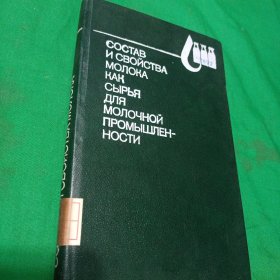 СОСТАВ
И СВОЙСТВА
МОЛОКА
КАК
СЫРЬЯ
ДЛЯ
МОЛОЧНОЙ
ПРОМЫШЛЕН-
НОСТИ